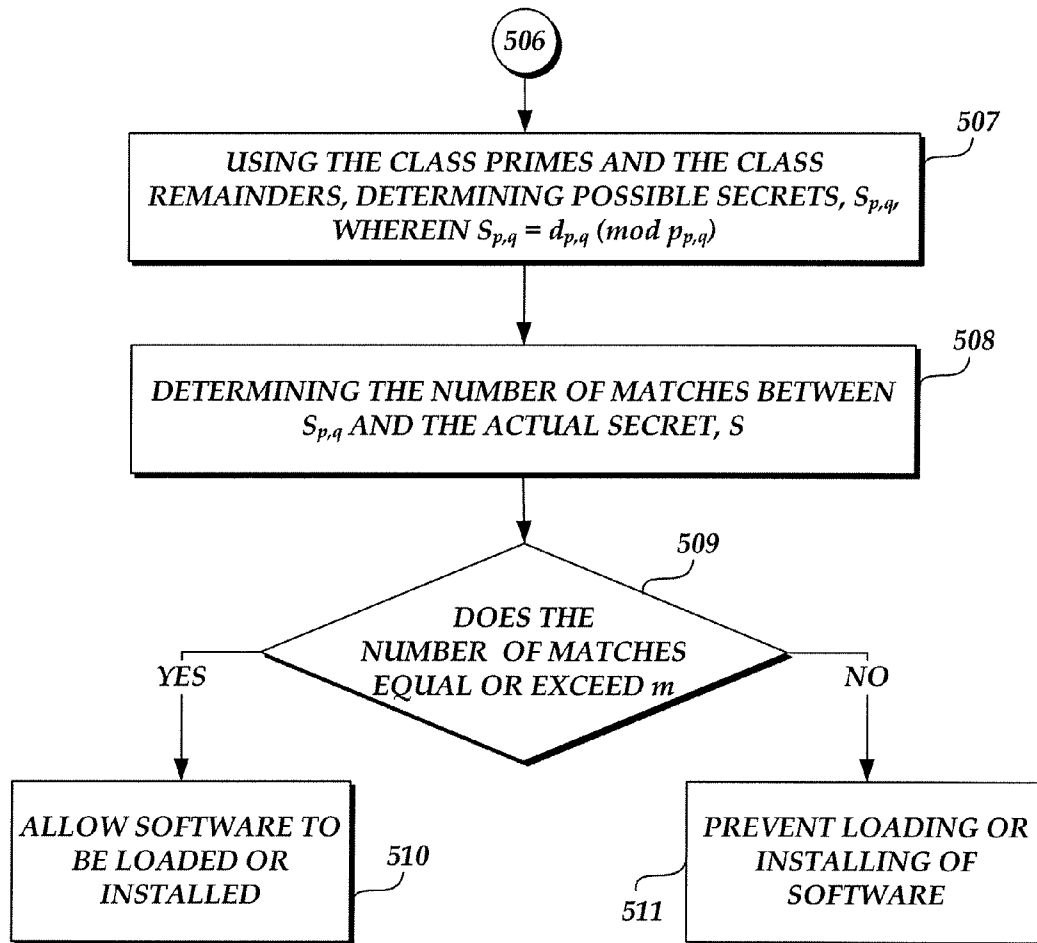 506
507
USING THE CLASS PRIMES AND THE CLASS
REMAINDERS, DETERMINING POSSIBLE SECRETS, Sp,q,
WHEREIN Sp,q = dp,q (mod pp,q)
508
DETERMINING THE NUMBER OF MATCHES BETWEEN
Sp,q AND THE ACTUAL SECRET, S
509
DOES THE
NUMBER OF MATCHES
EQUAL OR EXCEED m
YES
NO
ALLOW SOFTWARE TO
BE LOADED OR
INSTALLED
510
PREVENT LOADING OR
INSTALLING OF
SOFTWARE
511